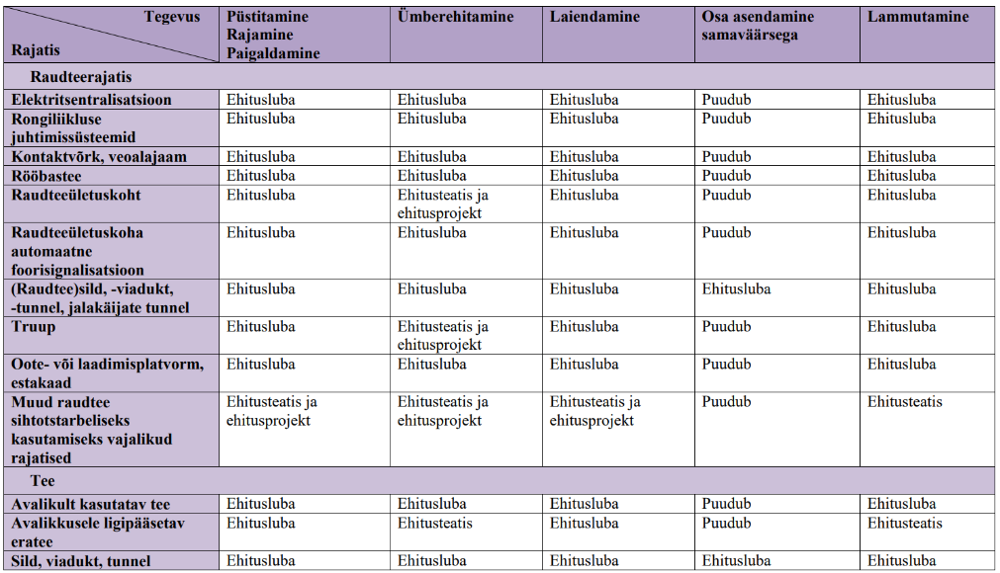 Tegevus
Rajatis
Püstitamine
Rajamine
Paigaldamine
Ümberehitamine
Laiendamine
Osa asendamine
samaväärsega
Lammutamine
Raudteerajatis
Elektritsentralisatsioon Ehitusluba Ehitusluba Ehitusluba Puudub Ehitusluba
Rongiliikluse Ehitusluba Ehitusluba Ehitusluba Puudub Ehitusluba
juhtimissüsteemid
Kontaktvõrk, veoalajaam Ehitusluba Ehitusluba Ehitusluba Puudub Ehitusluba
Rööbastee Ehitusluba Ehitusluba Ehitusluba Puudub Ehitusluba
Raudteeületuskoht Ehitusluba Ehitusteatis ja Ehitusluba Puudub Ehitusluba
ehitusprojekt
Raudteeületuskoha Ehitusluba Ehitusluba Ehitusluba Puudub Ehitusluba
automaatne
foorisignalisatsioon
(Raudtee)sild, -viadukt, Ehitusluba Ehitusluba Ehitusluba Ehitusluba Ehitusluba
-tunnel, jalakäijate tunnel
Truup Ehitusluba Ehitusteatis ja Ehitusluba Puudub Ehitusluba
ehitusprojekt
Oote- või laadimisplatvorm, Ehitusluba Ehitusluba Ehitusluba Puudub Ehitusluba
estakaad
Muud raudtee Ehitusteatis ja Ehitusteatis ja Ehitusteatis ja Puudub Ehitusteatis
sihtotstarbeliseks ehitusprojekt ehitusprojekt ehitusprojekt
kasutamiseks vajalikud
rajatised
Tee
Avalikult kasutatav tee Ehitusluba Ehitusluba Ehitusluba Puudub Ehitusluba
Avalikkusele ligipääsetav Ehitusluba Ehitusteatis Ehitusluba Puudub Ehitusteatis
eratee
Sild, viadukt, tunnel Ehitusluba Ehitusluba Ehitusluba Ehitusluba Ehitusluba